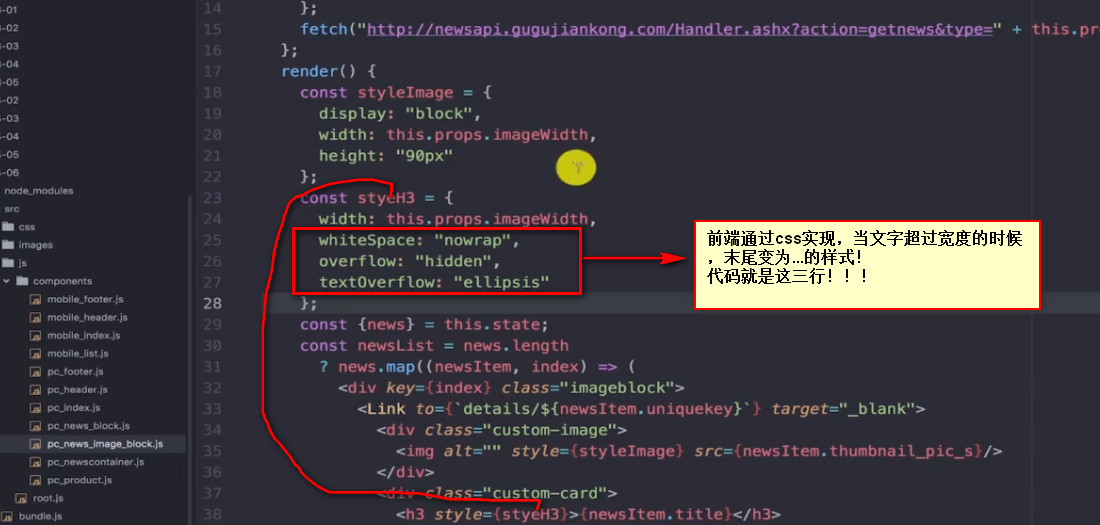 -01
-02
-03
-04
-05
-02
-03
-04
-05
-06
node_modules
src
css
images
js
components
mobile_footer.js
mobile_header.js
mobile_index.js
mobile_list.js
pc_footer.js
pc_header.js
pc_index.js
pc_news_block.js
pc_news_image_block.js
pc_newscontainer.js
pc_product.js
root.js
bundle.js
14 };
15 fetch("http://newsapi.gugujiankong.com/Handler.ashx?action=getnews&type=" + this.pr
16 };
17 render() {
18 const styleImage = {
19 display: "block",
20 width: this.props.imageWidth,
21 height: "90px"
22 };
23 const styeH3 = {
24 width: this.props.imageWidth,
25 whiteSpace: "nowrap",
26 overflow: "hidden",
27 textOverflow: "ellipsis"
28 };
29 const {news} = this.state;
30 const newsList = news.length
31 ? news.map((newsItem, index) => (
32 <div key={index} class="imageblock">
33 <Link to={`details/${newsItem.uniquekey}`} target="_blank">
34 <div class="custom-image">
35 <img alt="" style={styleImage} src={newsItem.thumbnail_pic_s}/>
36 </div>
37 <div class="custom-card">
38 <h3 style={styeH3}>{newsItem.title}</h3>
前端通过css实现，当文字超过宽度的时候
，末尾变为...的样式!
代码就是这三行！！！